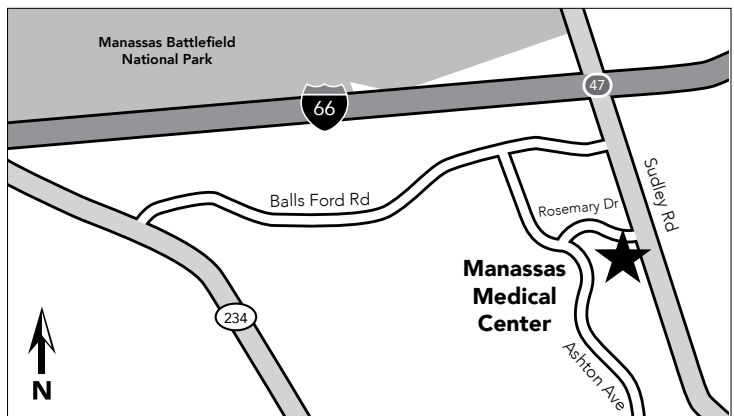 Manassas Battlefield
National Park
66
47
Balls Ford Rd
Rosemary Dr
Sudley Rd
Manassas
Medical
Center
234
Ashton Ave
N